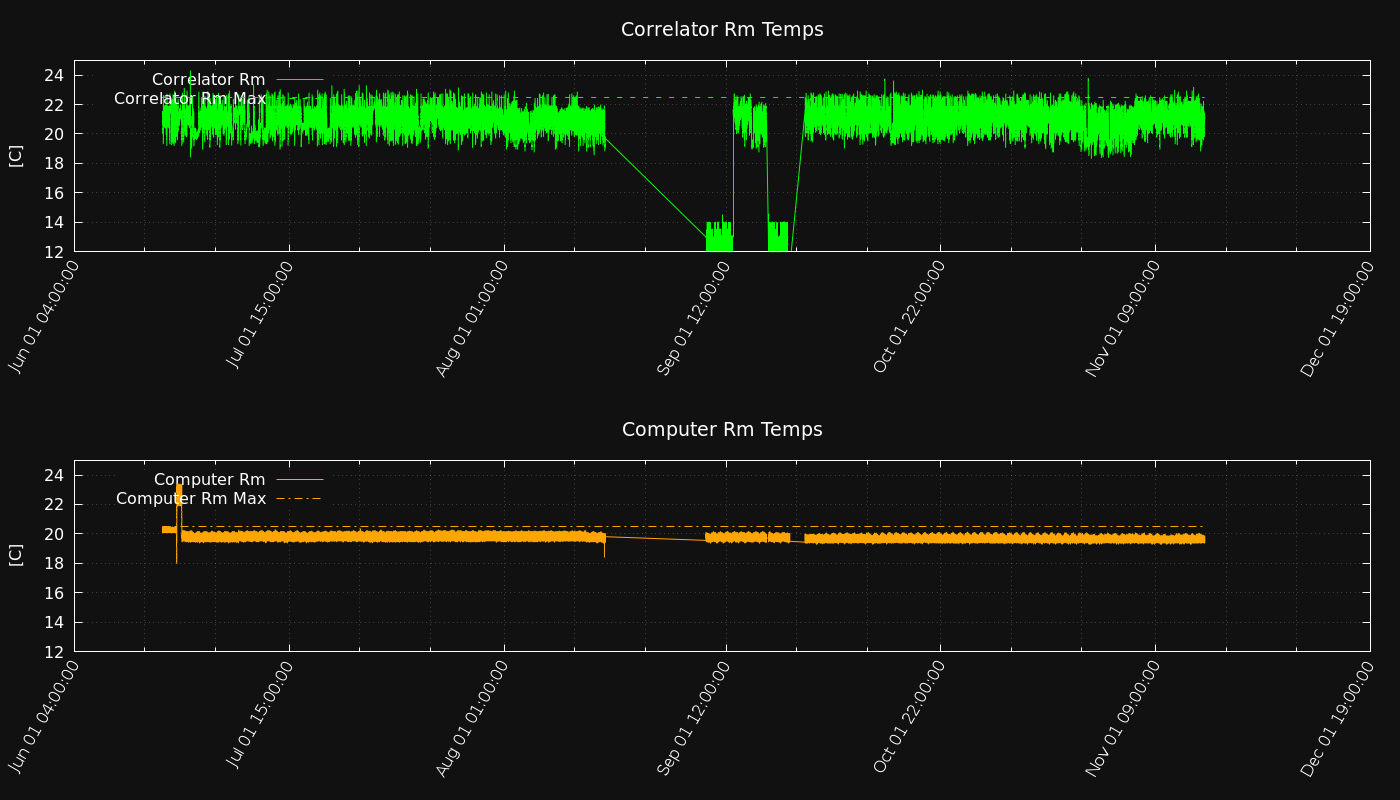 Correlator Rm Temps
Correlator Rm
Correlator Rm Max
24
22
20
18
16
14
12
[C]
Jun 01 04:00:00
Jul 01 15:00:00
Aug 01 01:00:00
Sep 01 12:00:00
Oct 01 22:00:00
Nov 01 09:00:00
Dec 01 19:00:00
Computer Rm Temps
Computer Rm
Computer Rm Max
24
22
20
18
16
14
12
[C]
Jun 01 04:00:00
Jul 01 15:00:00
Aug 01 01:00:00
Sep 01 12:00:00
Oct 01 22:00:00
Nov 01 09:00:00
Dec 01 19:00:00